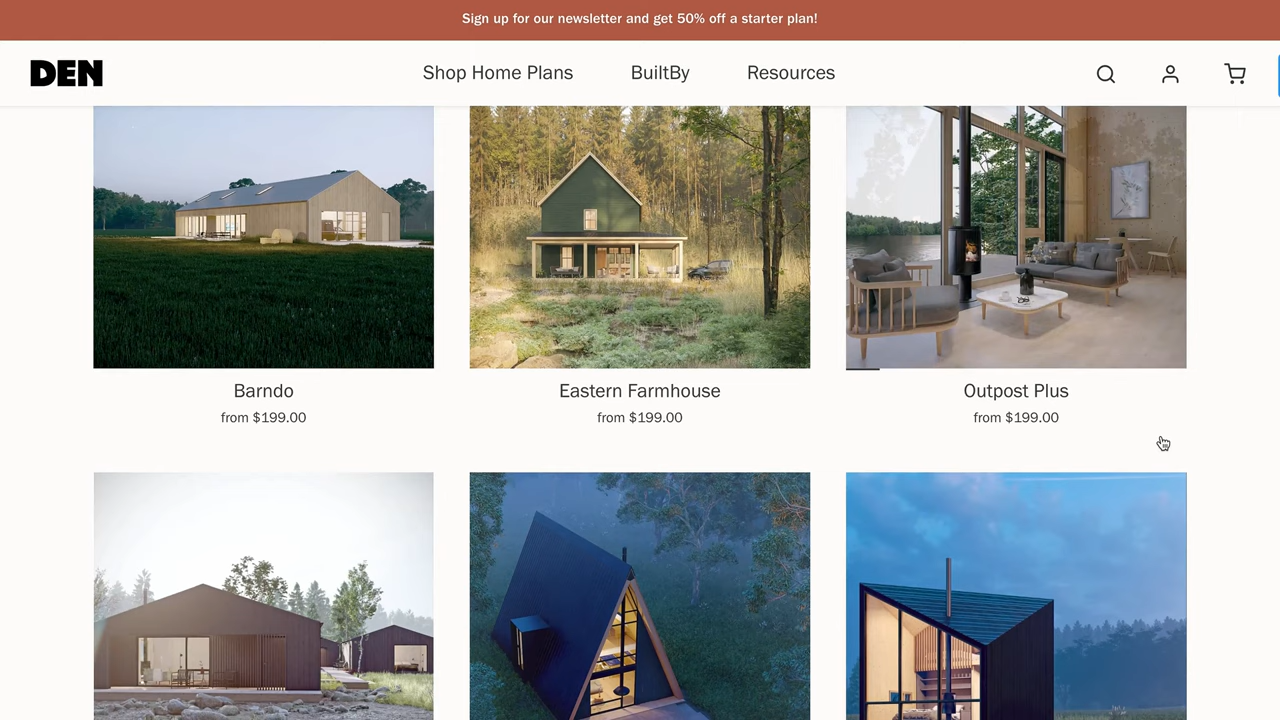 Sign up for our newsletter and get 50% off a starter plan!
DEN
Shop Home Plans
BuiltBy
Resources
Barndo
Eastern Farmhouse
Outpost Plus
from $199.00
from $199.00
from $199.00